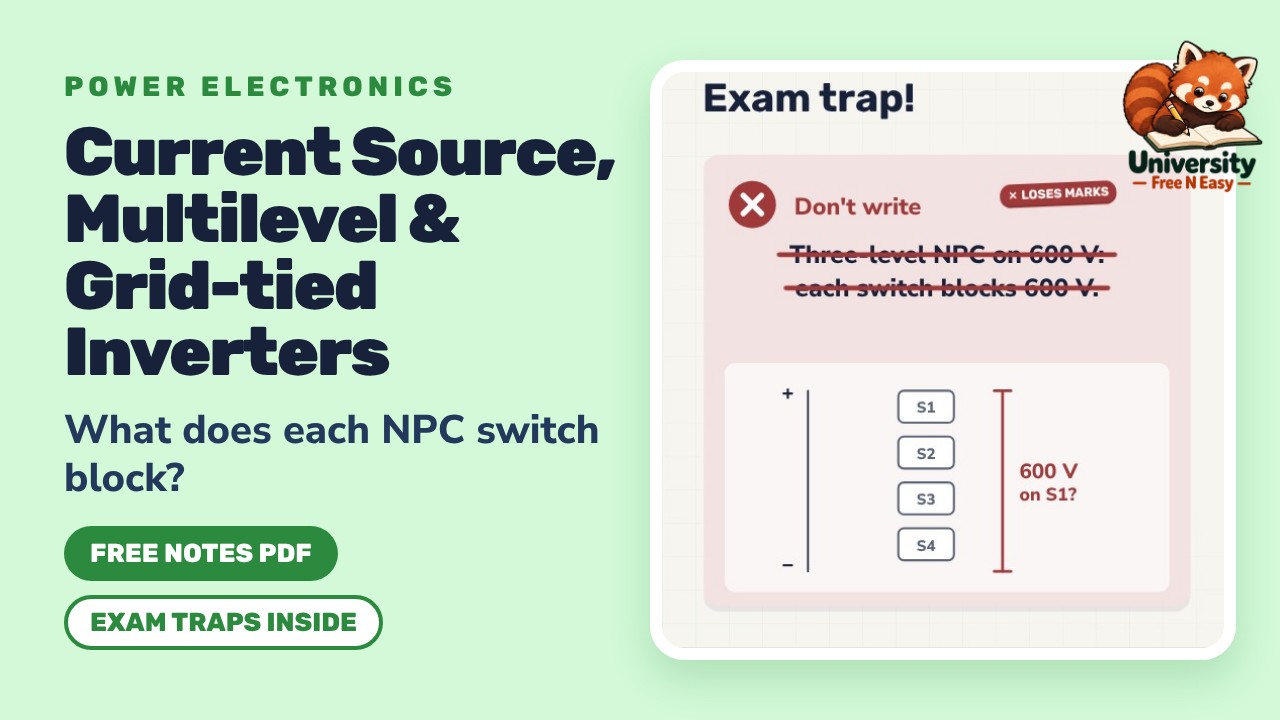 POWER ELECTRONICS
Current Source,
Multilevel &
Grid-tied
Inverters
What does each NPC switch
block?
FREE NOTES PDF
EXAM TRAPS INSIDE
Exam trap!
Don't write
× LOSES MARKS
Three-level NPC on 600 V:
each switch blocks 600 V.
+
S1
S2
S3
S4
−
600 V
on S1?
University
Free N Easy